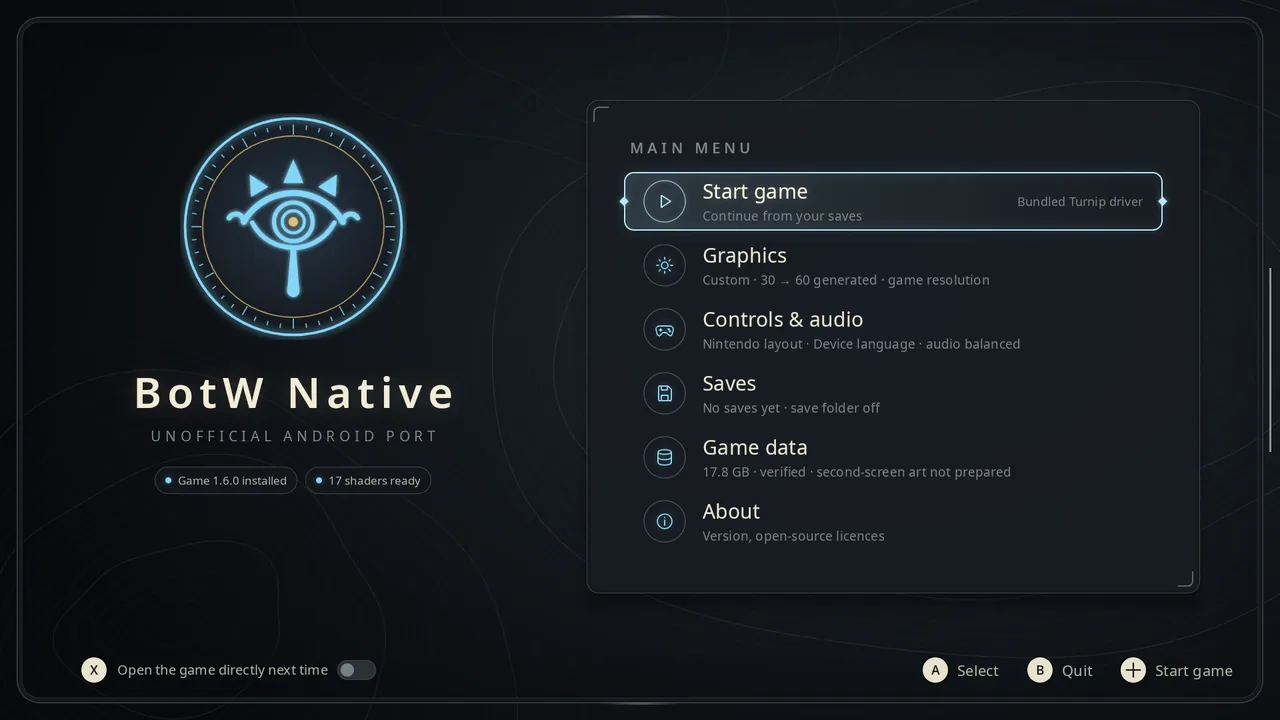 BotW Native
UNOFFICIAL ANDROID PORT
Game 1.6.0 installed
17 shaders ready
MAIN MENU
Start game
Continue from your saves
Bundled Turnip driver
Graphics
Custom · 30 → 60 generated · game resolution
Controls & audio
Nintendo layout · Device language · audio balanced
Saves
No saves yet · save folder off
Game data
17.8 GB · verified · second-screen art not prepared
About
Version, open-source licences
X Open the game directly next time
A Select
B Quit
Start game